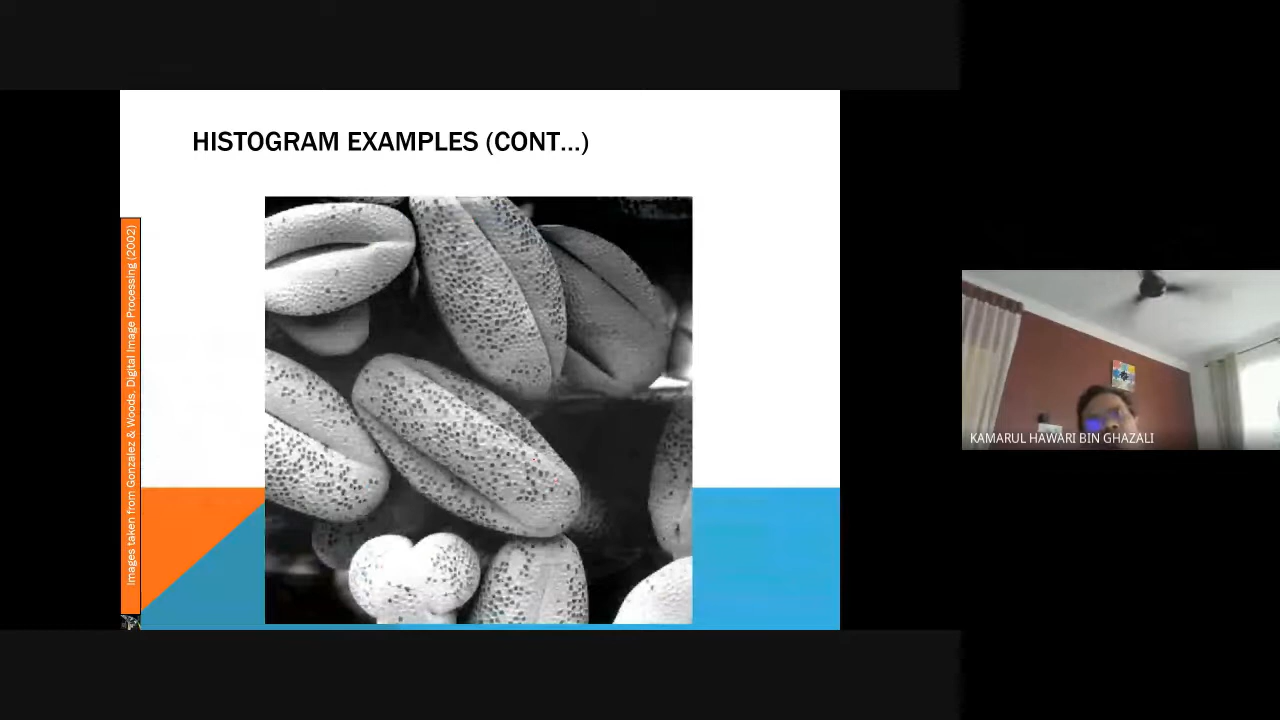 HISTOGRAM EXAMPLES (CONT...)
Images taken from Gonzalez & Woods, Digital Image Processing (2002)
KAMARUL HAWARI BIN GHAZALI